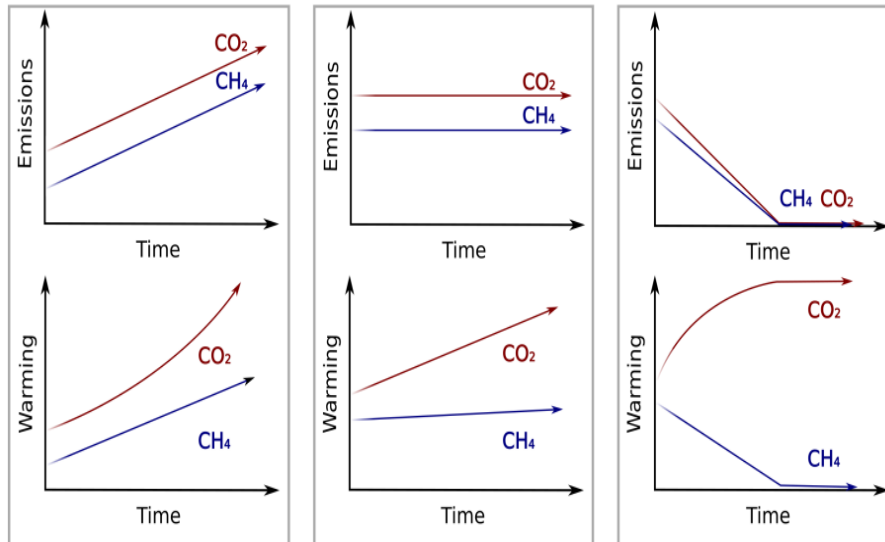 Emissions
CO₂
CH₄
Time
Emissions
CO₂
CH₄
Time
Emissions
CH₄ CO₂
Time
Warming
CO₂
CH₄
Time
Warming
CO₂
CH₄
Time
Warming
CO₂
CH₄
Time